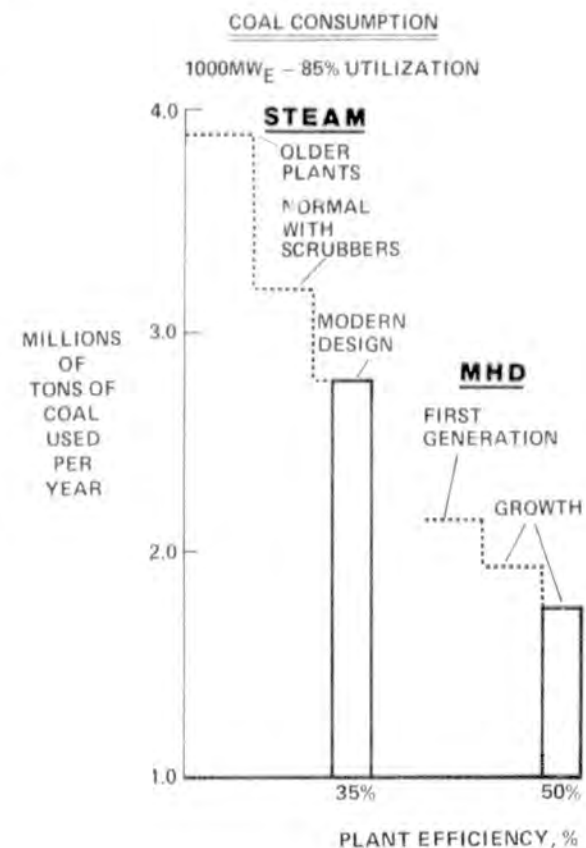 COAL CONSUMPTION
1000MWE – 85% UTILIZATION
4.0
STEAM
OLDER
PLANTS
NORMAL
WITH
SCRUBBERS
3.0
MODERN
DESIGN
MILLIONS
OF
TONS OF
COAL
USED
PER
YEAR
MHD
FIRST
GENERATION
GROWTH
2.0
1.0
35%
50%
PLANT EFFICIENCY, %